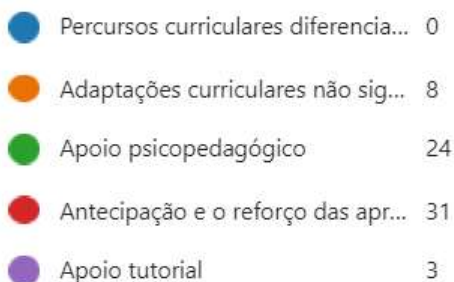 Percursos curriculares diferencia... 0
Adaptações curriculares não sig... 8
Apoio psicopedagógico 24
Antecipação e o reforço das apr... 31
Apoio tutorial 3